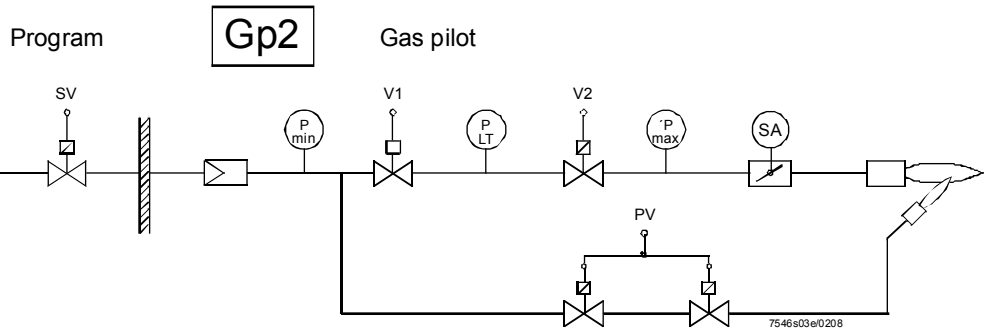 Program Gp2 Gas pilot
SV V1 V2
P min P LT 'P max SA
PV
7546s03e/0208